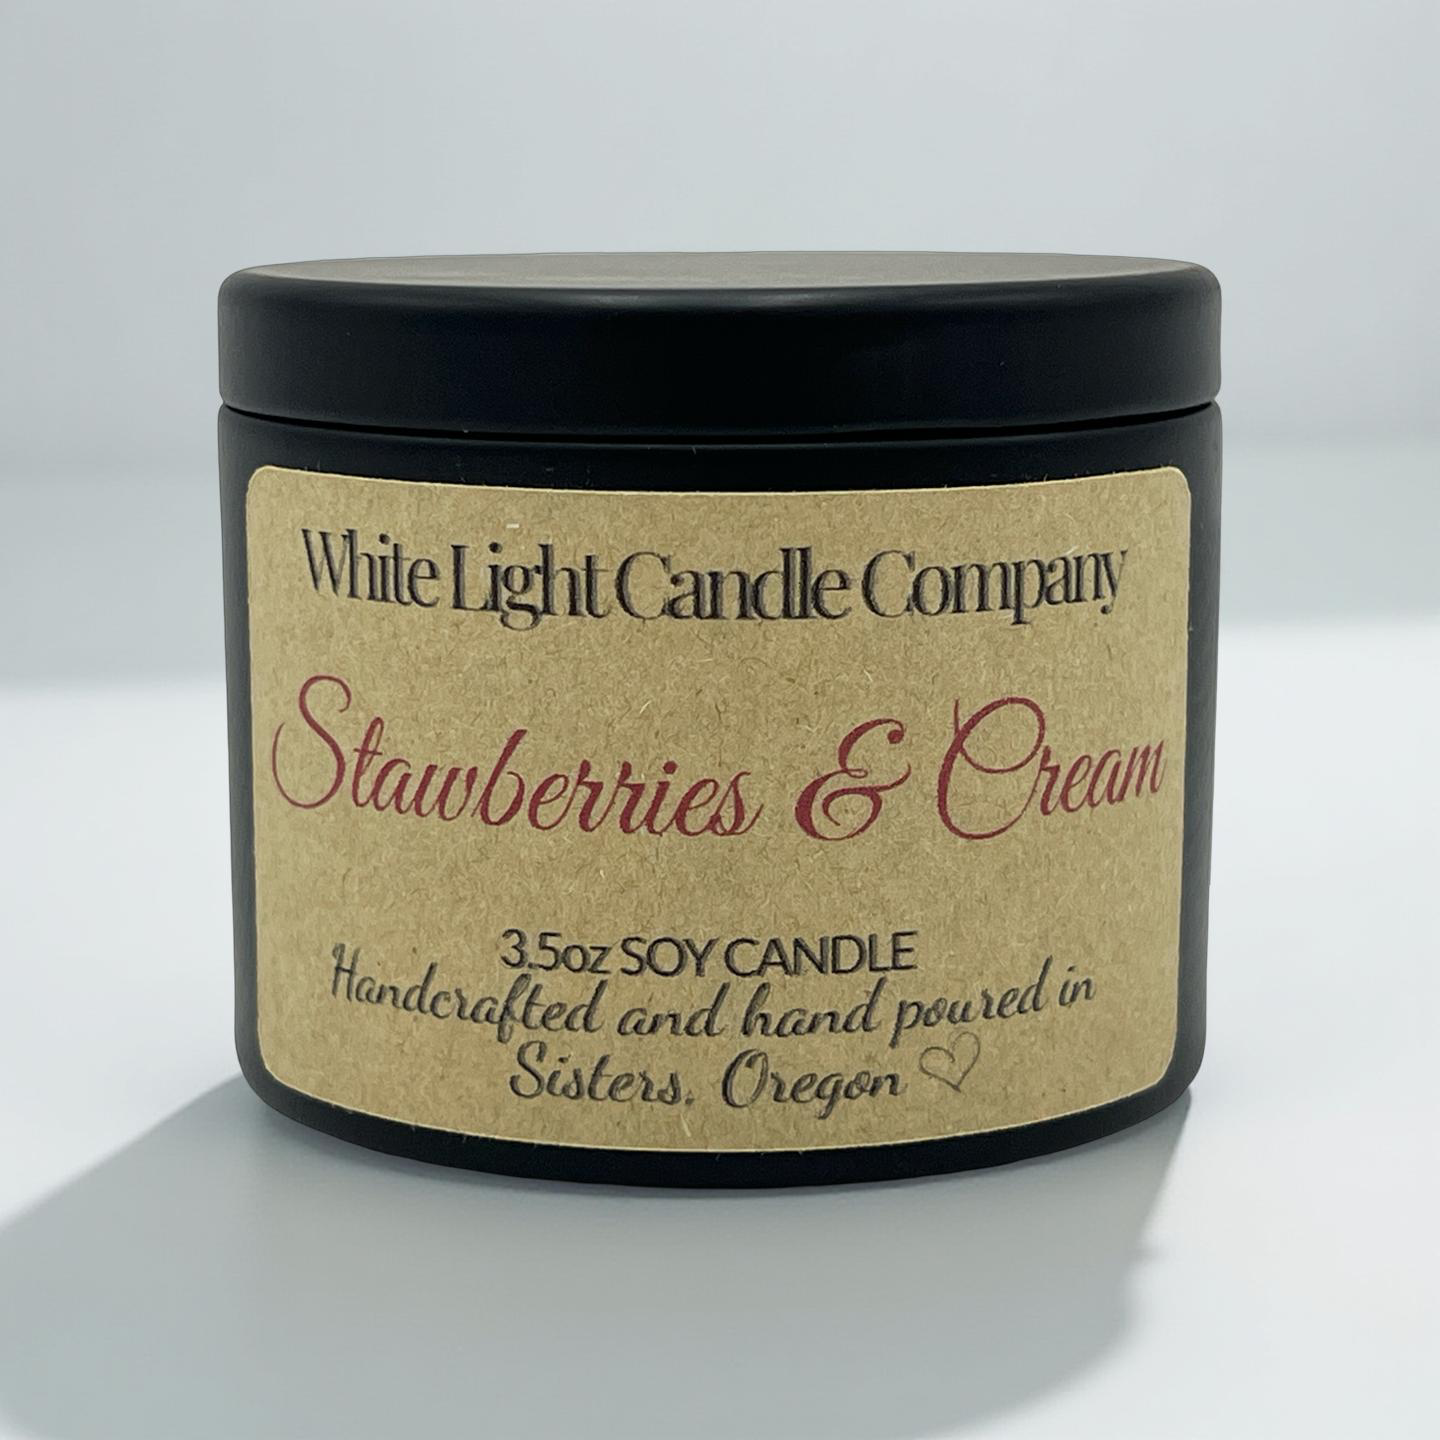 White Light Candle Company
Stawberries & Cream
3.5oz SOY CANDLE
Handcrafted and hand poured in
Sisters, Oregon